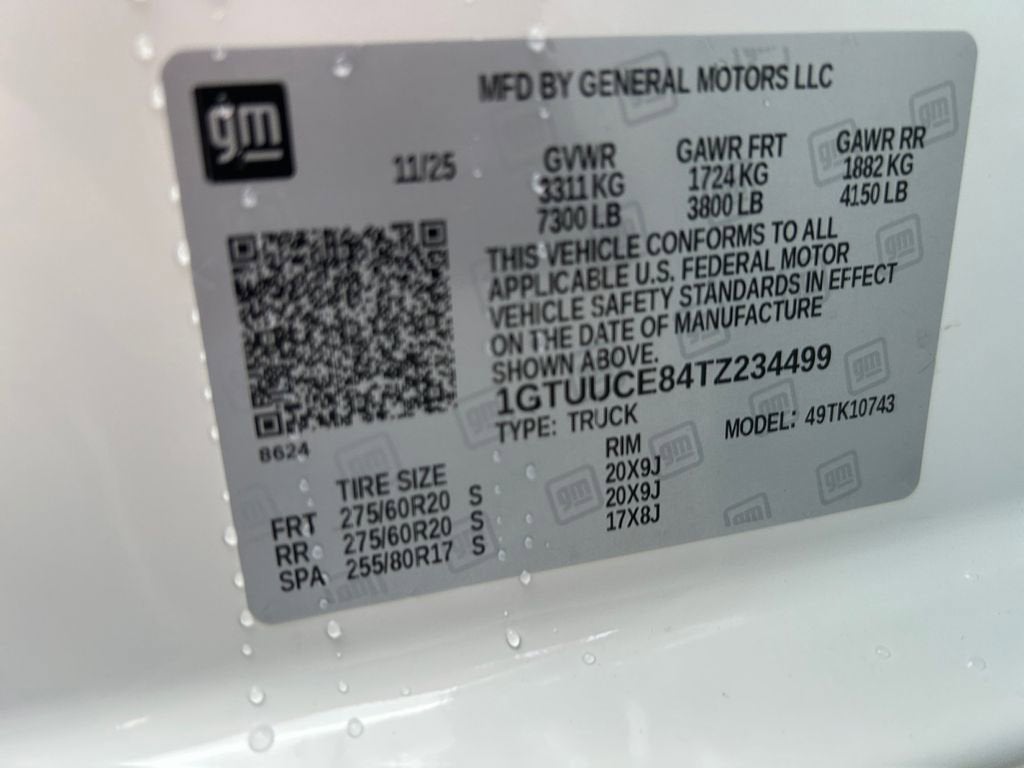 gm
MFD BY GENERAL MOTORS LLC
11/25
GVWR GAWR FRT GAWR RR
3311 KG 1724 KG 1882 KG
7300 LB 3800 LB 4150 LB
THIS VEHICLE CONFORMS TO ALL
APPLICABLE U.S. FEDERAL MOTOR
VEHICLE SAFETY STANDARDS IN EFFECT
ON THE DATE OF MANUFACTURE
SHOWN ABOVE.
1GTUUCE84TZ234499
TYPE: TRUCK MODEL: 49TK10743
8624
TIRE SIZE RIM
FRT 275/60R20 S 20X9J
RR 275/60R20 S 20X9J
SPA 255/80R17 S 17X8J